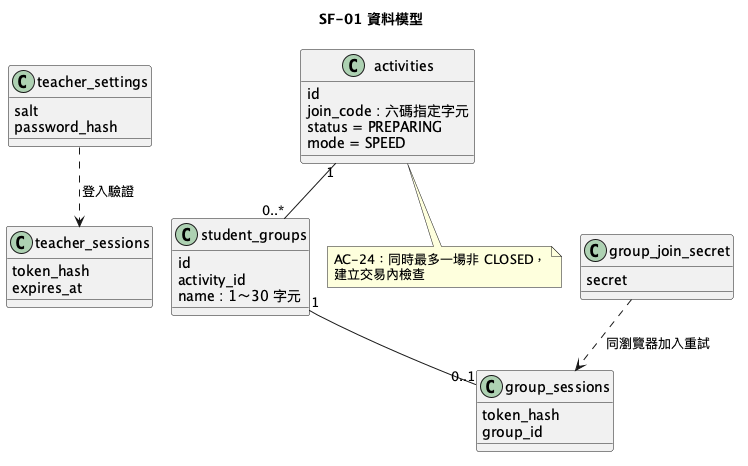 SF-01 資料模型
C teacher_settings
salt
password_hash
C activities
id
join_code : 六碼指定字元
status = PREPARING
mode = SPEED
登入驗證
1
0..*
C teacher_sessions
token_hash
expires_at
C student_groups
id
activity_id
name : 1～30 字元
AC-24：同時最多一場非 CLOSED，
建立交易內檢查
C group_join_secret
secret
1
同瀏覽器加入重試
0..1
C group_sessions
token_hash
group_id